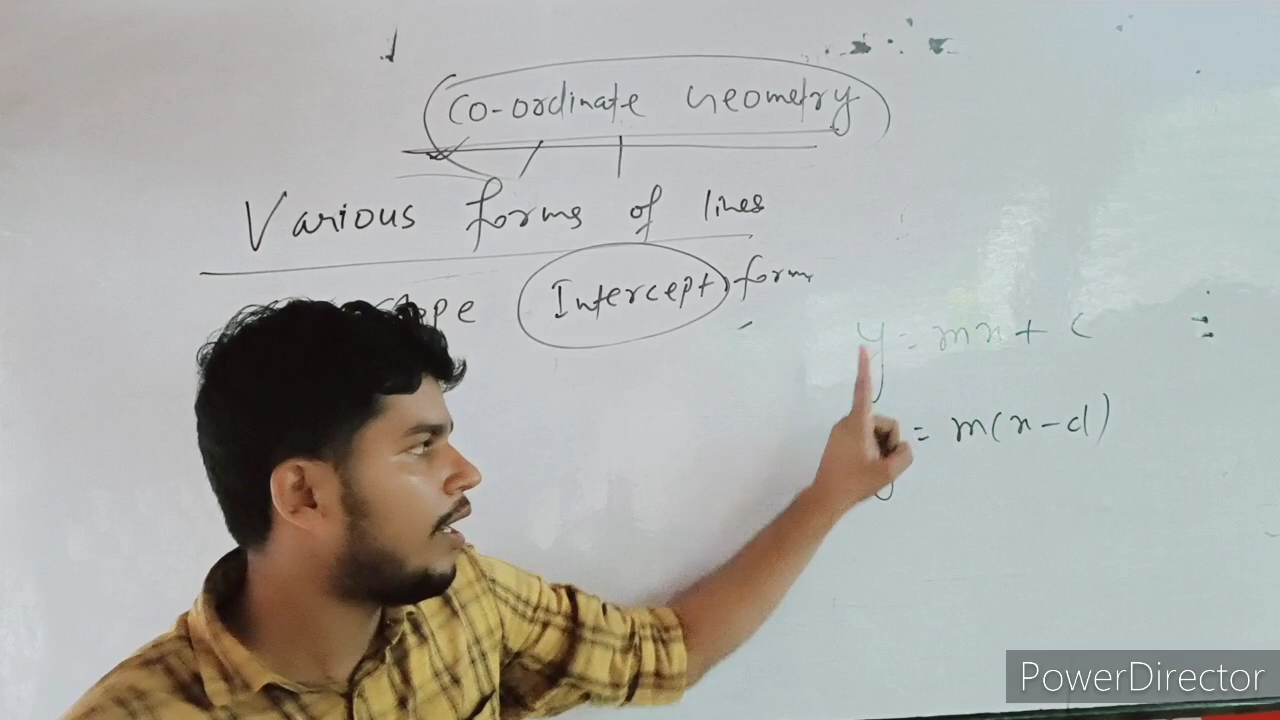 Co-ordinate Geometry
Various forms of lines
Intercept form
y = mx + c
= m(x-d)
PowerDirector